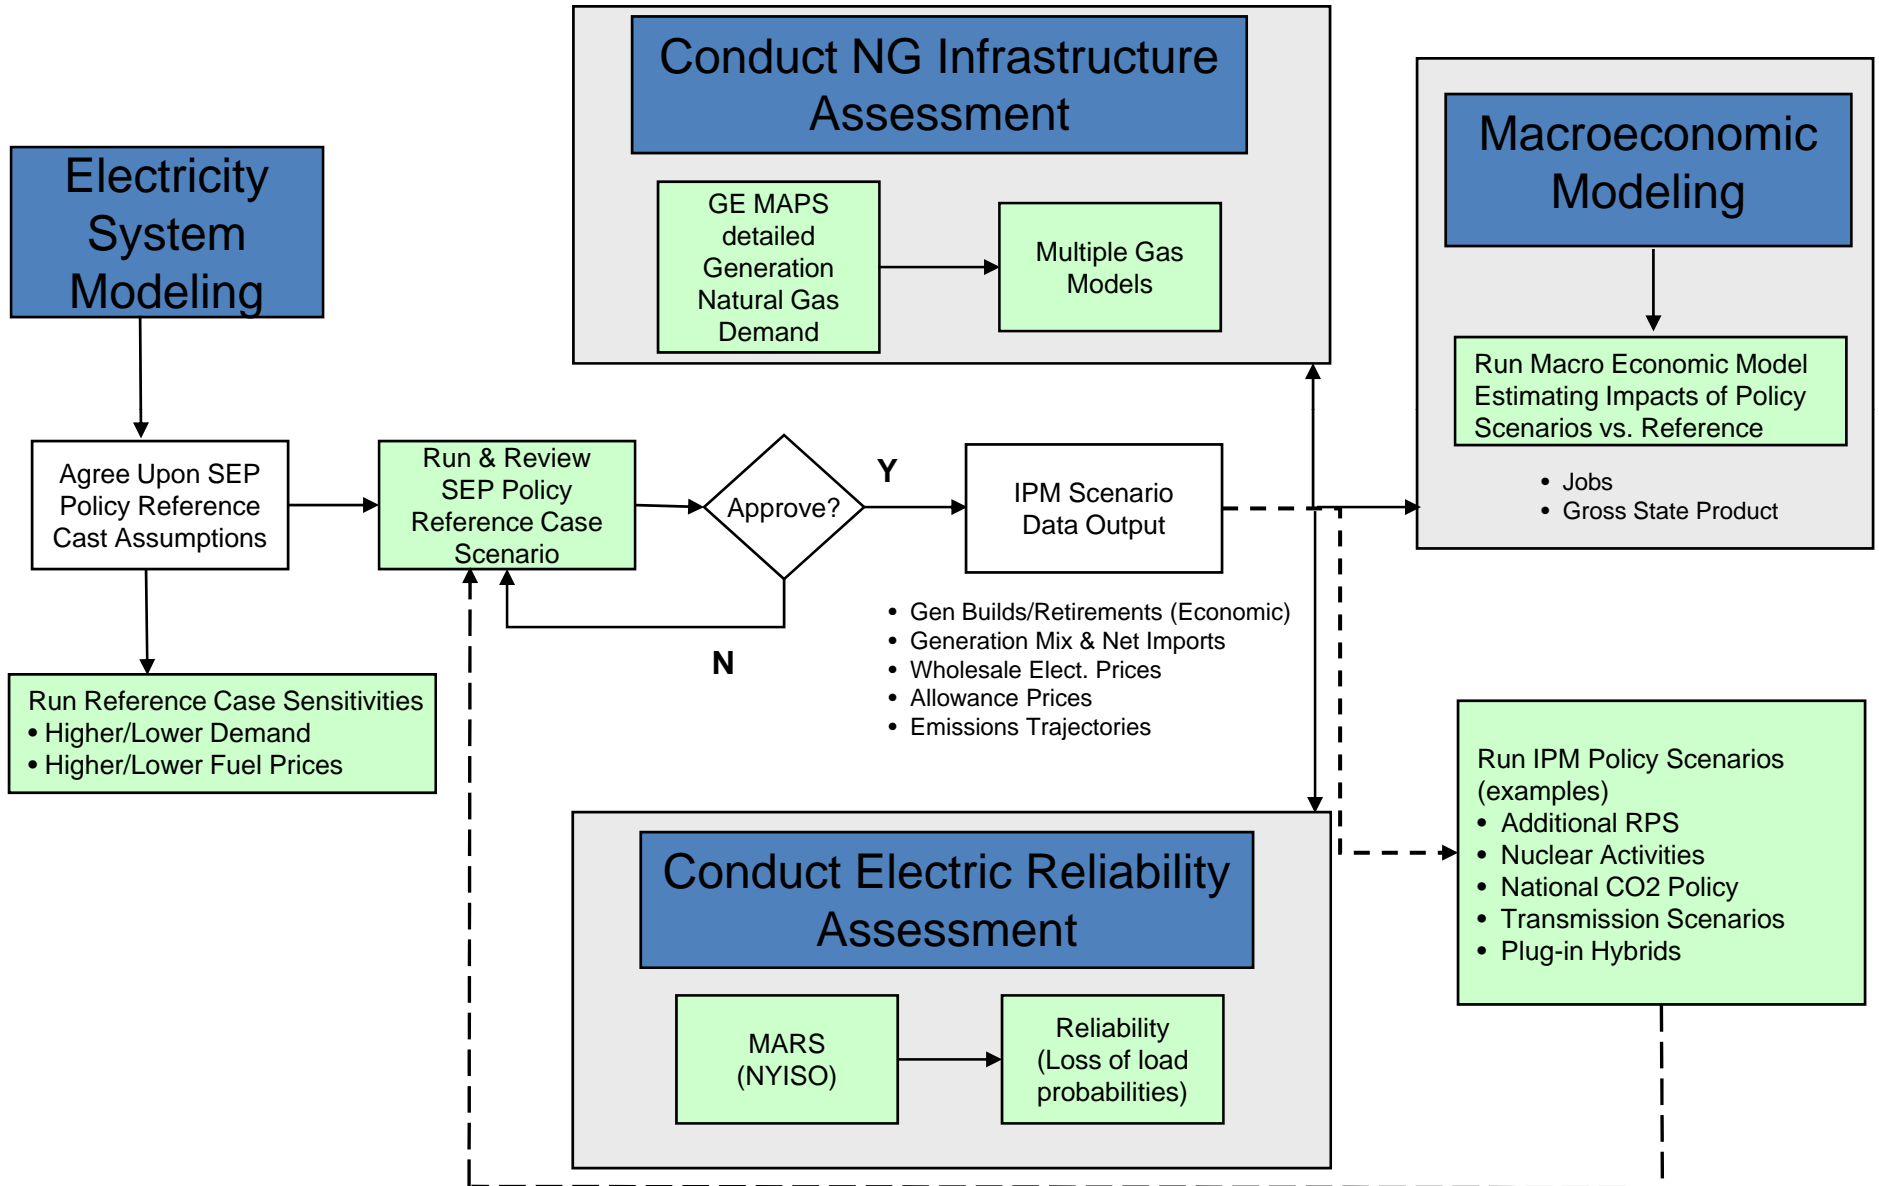 Conduct NG Infrastructure
Assessment
GE MAPS
detailed
Generation
Natural Gas
Demand
Multiple Gas
Models
Macroeconomic
Modeling
Run Macro Economic Model
Estimating Impacts of Policy
Scenarios vs. Reference
• Jobs
• Gross State Product
Electricity
System
Modeling
Agree Upon SEP
Policy Reference
Cast Assumptions
Run & Review
SEP Policy
Reference Case
Scenario
Approve?
Y
N
IPM Scenario
Data Output
• Gen Builds/Retirements (Economic)
• Generation Mix & Net Imports
• Wholesale Elect. Prices
• Allowance Prices
• Emissions Trajectories
Run Reference Case Sensitivities
• Higher/Lower Demand
• Higher/Lower Fuel Prices
Conduct Electric Reliability
Assessment
MARS
(NYISO)
Reliability
(Loss of load
probabilities)
Run IPM Policy Scenarios
(examples)
• Additional RPS
• Nuclear Activities
• National CO2 Policy
• Transmission Scenarios
• Plug-in Hybrids